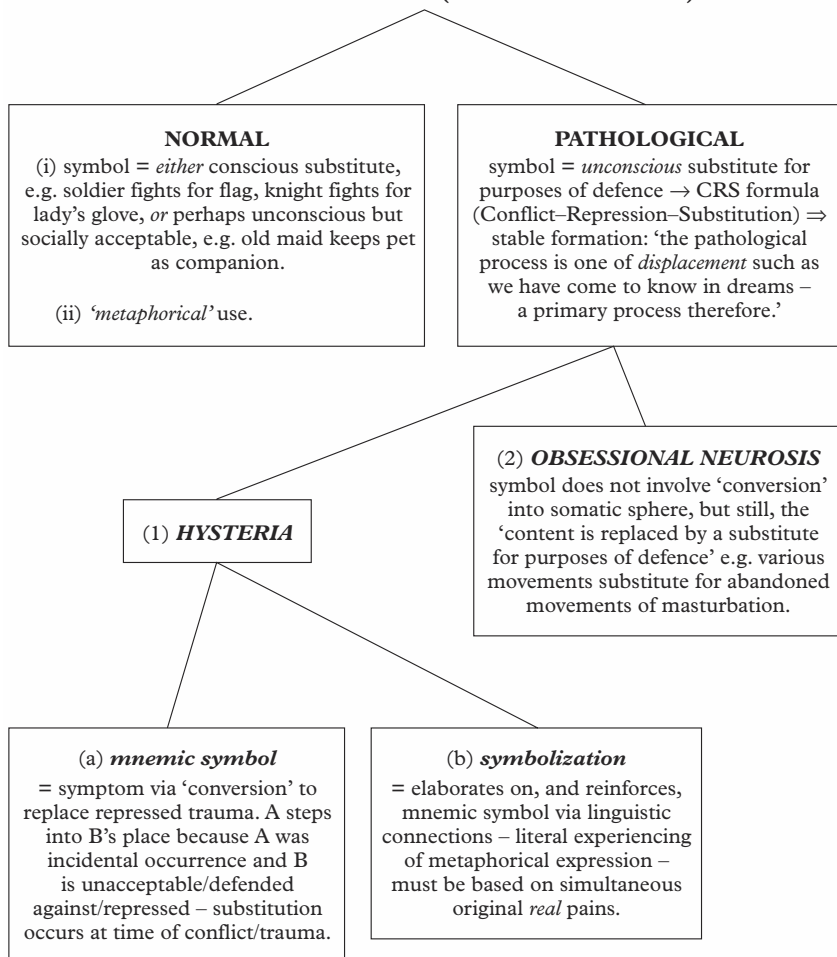 NORMAL
(i) symbol = either conscious substitute,
e.g. soldier fights for flag, knight fights for
lady’s glove, or perhaps unconscious but
socially acceptable, e.g. old maid keeps pet
as companion.
(ii) ‘metaphorical’ use.
PATHOLOGICAL
symbol = unconscious substitute for
purposes of defence → CRS formula
(Conflict–Repression–Substitution) ⇒
stable formation: ‘the pathological
process is one of displacement such as
we have come to know in dreams –
a primary process therefore.’
(1) HYSTERIA
(2) OBSESSIONAL NEUROSIS
symbol does not involve ‘conversion’
into somatic sphere, but still, the
‘content is replaced by a substitute
for purposes of defence’ e.g. various
movements substitute for abandoned
movements of masturbation.
(a) mnemic symbol
= symptom via ‘conversion’ to
replace repressed trauma. A steps
into B’s place because A was
incidental occurrence and B
is unacceptable/defended
against/repressed – substitution
occurs at time of conflict/trauma.
(b) symbolization
= elaborates on, and reinforces,
mnemic symbol via linguistic
connections – literal experiencing
of metaphorical expression –
must be based on simultaneous
original real pains.